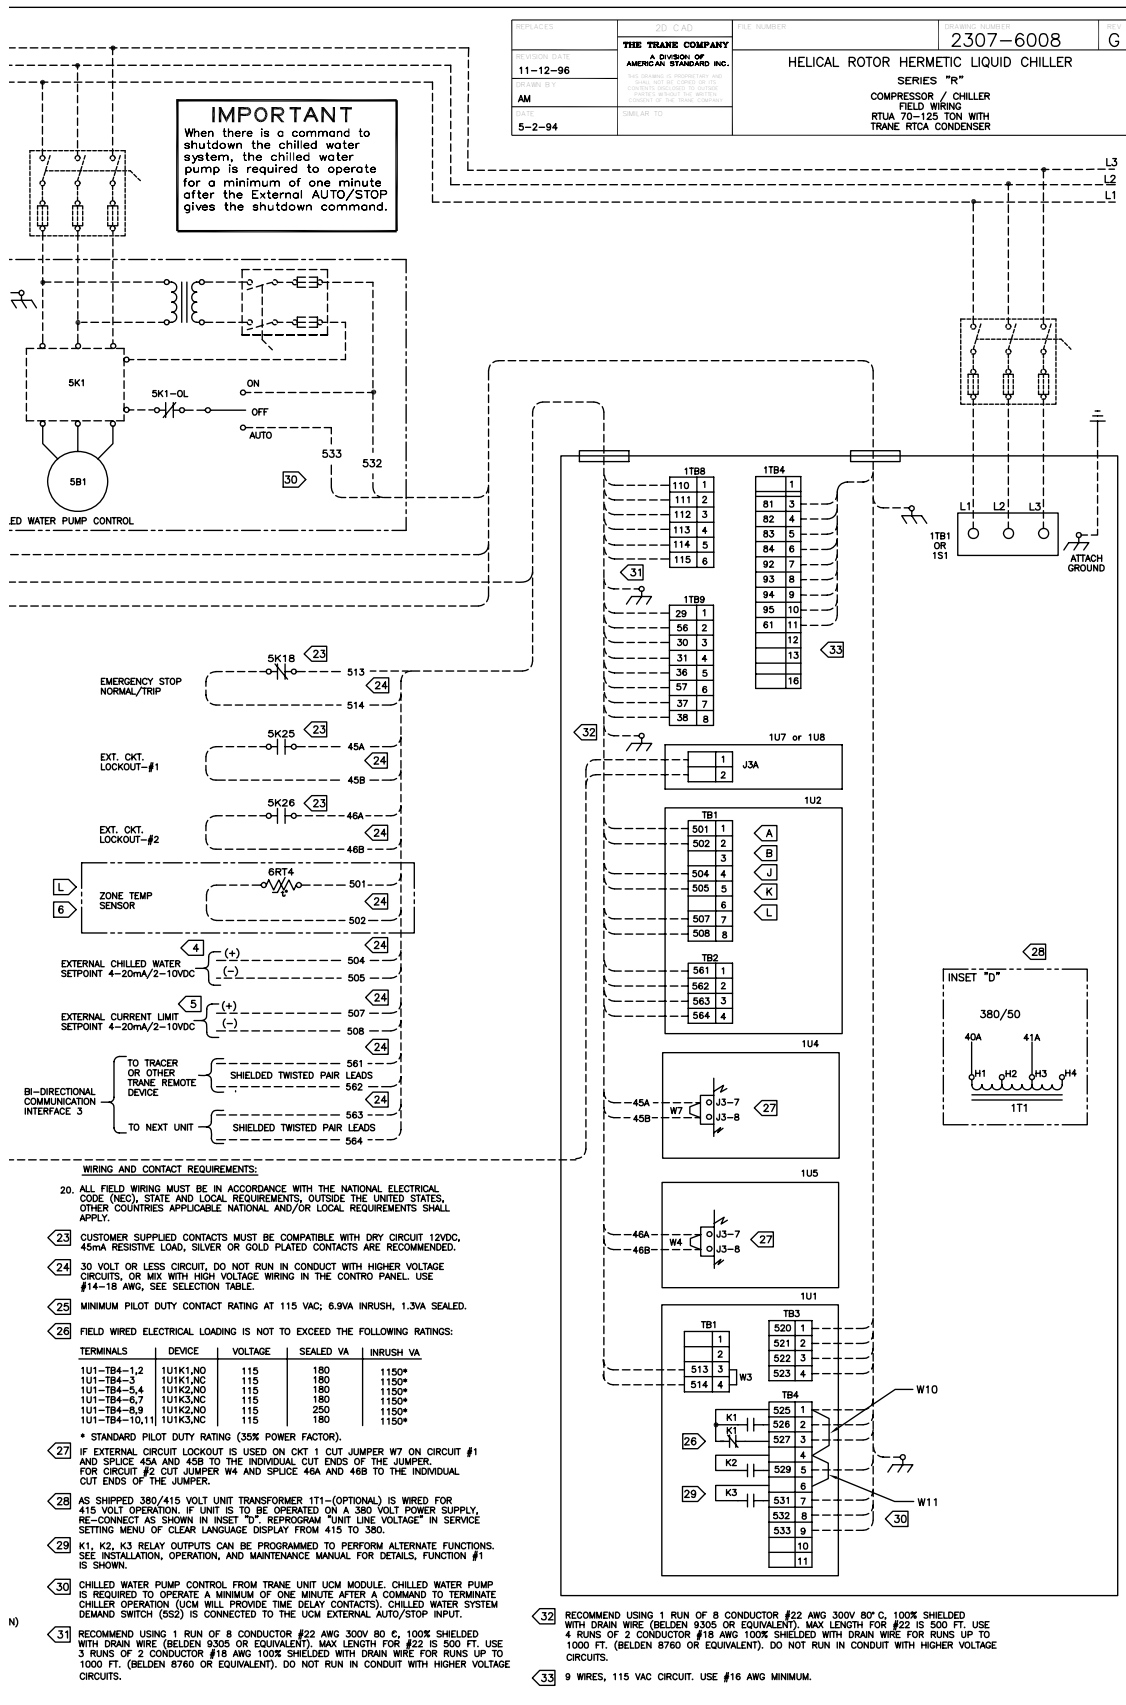 REPLACES
2D CAD
FILE NUMBER
DRAWING NUMBER
REV
THE TRANE COMPANY
2307-6008
G
REVISION DATE
A DIVISION OF
AMERICAN STANDARD INC.
11-12-96
THIS DRAWING IS PROPRIETARY AND
SHALL NOT BE COPIED OR ITS
CONTENTS DISCLOSED TO OUTSIDE
PARTIES WITHOUT THE WRITTEN
CONSENT OF THE TRANE COMPANY
DRAWN BY
AM
DATE
SIMILAR TO
5-2-94
HELICAL ROTOR HERMETIC LIQUID CHILLER
SERIES "R"
COMPRESSOR / CHILLER
FIELD WIRING
RTUA 70-125 TON WITH
TRANE RTCA CONDENSER
IMPORTANT
When there is a command to
shutdown the chilled water
system, the chilled water
pump is required to operate
for a minimum of one minute
after the External AUTO/STOP
gives the shutdown command.
L3
L2
L1
5K1
5K1-OL
ON
OFF
AUTO
533
532
5B1
30
ED WATER PUMP CONTROL
1TB8
110 1
111 2
112 3
113 4
114 5
115 6
31
1TB4
1
81 3
82 4
83 5
84 6
92 7
93 8
94 9
95 10
61 11
12
13
16
33
L1 L2 L3
1TB1
OR
1S1
ATTACH
GROUND
1TB9
29 1
56 2
30 3
31 4
36 5
57 6
37 7
38 8
32
EMERGENCY STOP
NORMAL/TRIP
5K18
23
513
24
514
EXT. CKT.
LOCKOUT-#1
5K25
23
45A
24
45B
EXT. CKT.
LOCKOUT-#2
5K26
23
46A
24
46B
L
6
ZONE TEMP
SENSOR
6RT4
t°
501
24
502
EXTERNAL CHILLED WATER
SETPOINT 4-20mA/2-10VDC
4
(+)
(-)
24
504
505
EXTERNAL CURRENT LIMIT
SETPOINT 4-20mA/2-10VDC
5
(+)
(-)
24
507
508
BI-DIRECTIONAL
COMMUNICATION
INTERFACE 3
TO TRACER
OR OTHER
TRANE REMOTE
DEVICE
24
561
SHIELDED TWISTED PAIR LEADS
562
24
TO NEXT UNIT
563
SHIELDED TWISTED PAIR LEADS
564
1U7 or 1U8
1
2
J3A
1U2
TB1
501 1
502 2
3
504 4
505 5
6
507 7
508 8
A
B
J
K
L
TB2
561 1
562 2
563 3
564 4
28
INSET "D"
380/50
40A 41A
H1 H2 H3 H4
1T1
1U4
45A
45B
W7
J3-7
J3-8
27
1U5
46A
46B
W4
J3-7
J3-8
27
1U1
TB1
1
2
513 3
514 4
W3
TB3
520 1
521 2
522 3
523 4
TB4
525 1
526 2
527 3
4
529 5
6
531 7
532 8
533 9
10
11
K1
K1
K2
K3
26
29
W10
W11
30
WIRING AND CONTACT REQUIREMENTS:
20. ALL FIELD WIRING MUST BE IN ACCORDANCE WITH THE NATIONAL ELECTRICAL
CODE (NEC), STATE AND LOCAL REQUIREMENTS, OUTSIDE THE UNITED STATES,
OTHER COUNTRIES APPLICABLE NATIONAL AND/OR LOCAL REQUIREMENTS SHALL
APPLY.
23 CUSTOMER SUPPLIED CONTACTS MUST BE COMPATIBLE WITH DRY CIRCUIT 12VDC,
45mA RESISTIVE LOAD, SILVER OR GOLD PLATED CONTACTS ARE RECOMMENDED.
24 30 VOLT OR LESS CIRCUIT, DO NOT RUN IN CONDUCT WITH HIGHER VOLTAGE
CIRCUITS, OR MIX WITH HIGH VOLTAGE WIRING IN THE CONTRO PANEL. USE
#14-18 AWG, SEE SELECTION TABLE.
25 MINIMUM PILOT DUTY CONTACT RATING AT 115 VAC; 6.9VA INRUSH, 1.3VA SEALED.
26 FIELD WIRED ELECTRICAL LOADING IS NOT TO EXCEED THE FOLLOWING RATINGS:
TERMINALS DEVICE VOLTAGE SEALED VA INRUSH VA
1U1-TB4-1,2 1U1K1,NO 115 180 1150*
1U1-TB4-3 1U1K1,NC 115 180 1150*
1U1-TB4-5,4 1U1K2,NO 115 180 1150*
1U1-TB4-6,7 1U1K3,NC 115 180 1150*
1U1-TB4-8,9 1U1K2,NO 115 250 1150*
1U1-TB4-10,11 1U1K3,NC 115 180 1150*
* STANDARD PILOT DUTY RATING (35% POWER FACTOR).
27 IF EXTERNAL CIRCUIT LOCKOUT IS USED ON CKT 1 CUT JUMPER W7 ON CIRCUIT #1
AND SPLICE 45A AND 45B TO THE INDIVIDUAL CUT ENDS OF THE JUMPER.
FOR CIRCUIT #2 CUT JUMPER W4 AND SPLICE 46A AND 46B TO THE INDIVIDUAL
CUT ENDS OF THE JUMPER.
28 AS SHIPPED 380/415 VOLT UNIT TRANSFORMER 1T1-(OPTIONAL) IS WIRED FOR
415 VOLT OPERATION. IF UNIT IS TO BE OPERATED ON A 380 VOLT POWER SUPPLY,
RE-CONNECT AS SHOWN IN INSET "D". REPROGRAM "UNIT LINE VOLTAGE" IN SERVICE
SETTING MENU OF CLEAR LANGUAGE DISPLAY FROM 415 TO 380.
29 K1, K2, K3 RELAY OUTPUTS CAN BE PROGRAMMED TO PERFORM ALTERNATE FUNCTIONS.
SEE INSTALLATION, OPERATION, AND MAINTENANCE MANUAL FOR DETAILS, FUNCTION #1
IS SHOWN.
30 CHILLED WATER PUMP CONTROL FROM TRANE UNIT UCM MODULE. CHILLED WATER PUMP
IS REQUIRED TO OPERATE A MINIMUM OF ONE MINUTE AFTER A COMMAND TO TERMINATE
CHILLER OPERATION (UCM WILL PROVIDE TIME DELAY CONTACTS). CHILLED WATER SYSTEM
DEMAND SWITCH (5S2) IS CONNECTED TO THE UCM EXTERNAL AUTO/STOP INPUT.
N)
31 RECOMMEND USING 1 RUN OF 8 CONDUCTOR #22 AWG 300V 80 C, 100% SHIELDED
WITH DRAIN WIRE (BELDEN 9305 OR EQUIVALENT). MAX LENGTH FOR #22 IS 500 FT. USE
3 RUNS OF 2 CONDUCTOR #18 AWG 100% SHIELDED WITH DRAIN WIRE FOR RUNS UP TO
1000 FT. (BELDEN 8760 OR EQUIVALENT). DO NOT RUN IN CONDUIT WITH HIGHER VOLTAGE
CIRCUITS.
32 RECOMMEND USING 1 RUN OF 8 CONDUCTOR #22 AWG 300V 80° C, 100% SHIELDED
WITH DRAIN WIRE (BELDEN 9305 OR EQUIVALENT). MAX LENGTH FOR #22 IS 500 FT. USE
4 RUNS OF 2 CONDUCTOR #18 AWG 100% SHIELDED WITH DRAIN WIRE FOR RUNS UP TO
1000 FT. (BELDEN 8760 OR EQUIVALENT). DO NOT RUN IN CONDUIT WITH HIGHER VOLTAGE
CIRCUITS.
33 9 WIRES, 115 VAC CIRCUIT. USE #16 AWG MINIMUM.